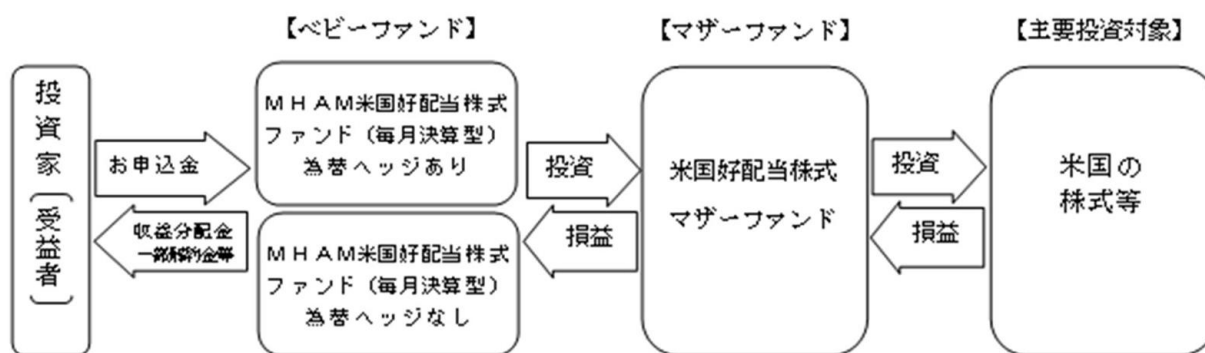 【ベビーファンド】
【マザーファンド】
【主要投資対象】
投資家(受益者)
お申込金
収益分配金
一部解約金等
MHAM米国好配当株式
ファンド(毎月決算型)
為替ヘッジあり
MHAM米国好配当株式
ファンド(毎月決算型)
為替ヘッジなし
投資
損益
米国好配当株式
マザーファンド
投資
損益
米国の
株式等